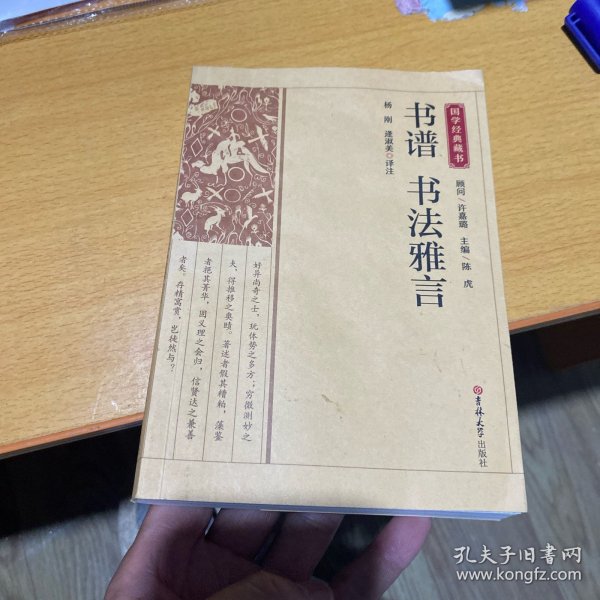 国学经典藏书
顾问/许嘉璐 主编/陈虎
书谱 书法雅言
杨刚 逄淑美◎译注
好异尚奇之士，玩体势之多方；穷微测妙之
夫，得推移之奥赜。著述者假其糟粕，藻鉴
者挹其菁华，固义理之会归，信贤达之兼善
者矣。存精寓赏，岂徒然与？
吉林大学出版社
孔夫子旧书网
www.kongfz.com